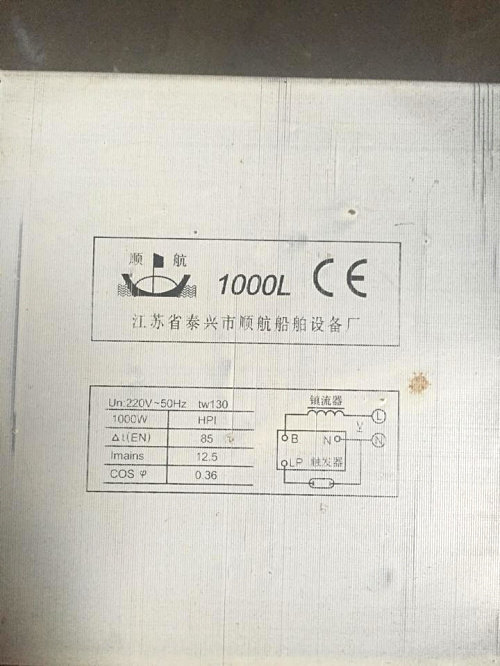 顺 航
1000L CE
江苏省泰兴市顺航船舶设备厂
Un:220V~50Hz tw130
1000W HPI
Δt(EN) 85
Imains 12.5
COS φ 0.36
镇流器
L
B N N
LP 触发器